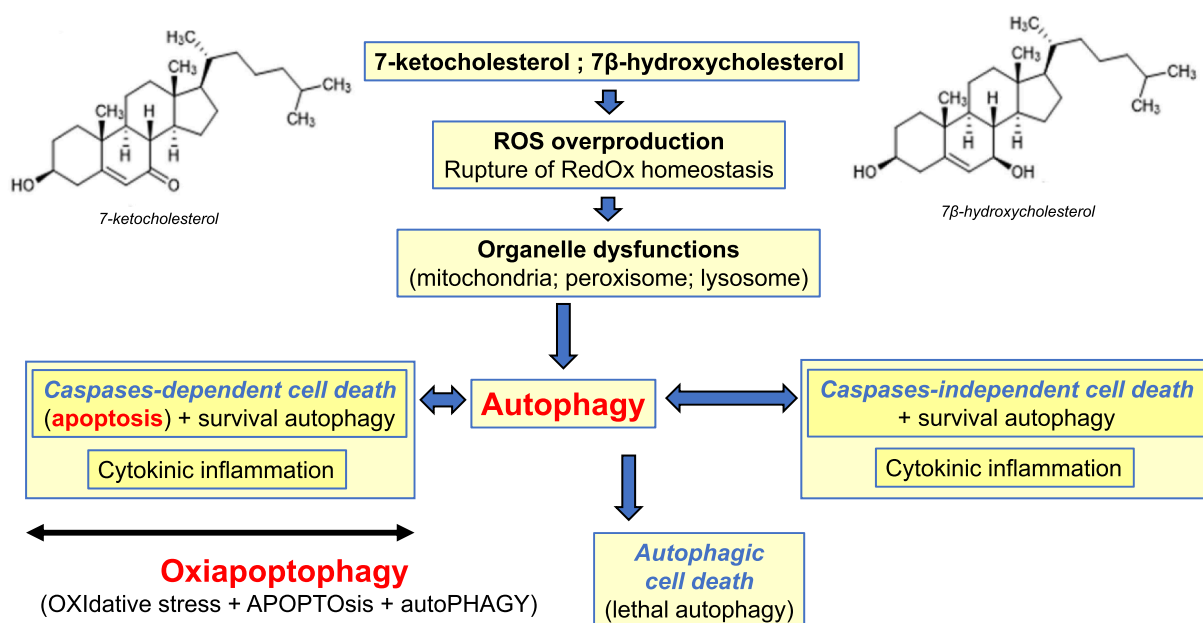 H₃C
CH₃
CH₃
CH₃
CH₃
H
H
H
HO
O
7-ketocholesterol
7-ketocholesterol ; 7β-hydroxycholesterol
ROS overproduction
Rupture of RedOx homeostasis
Organelle dysfunctions
(mitochondria; peroxisome; lysosome)
H₃C
CH₃
CH₃
CH₃
CH₃
H
H
H
HO
OH
7β-hydroxycholesterol
Caspases-dependent cell death
(apoptosis) + survival autophagy
Cytokinic inflammation
Autophagy
Caspases-independent cell death
+ survival autophagy
Cytokinic inflammation
Oxiapoptophagy
(OXIdative stress + APOPTOsis + autoPHAGY)
Autophagic
cell death
(lethal autophagy)